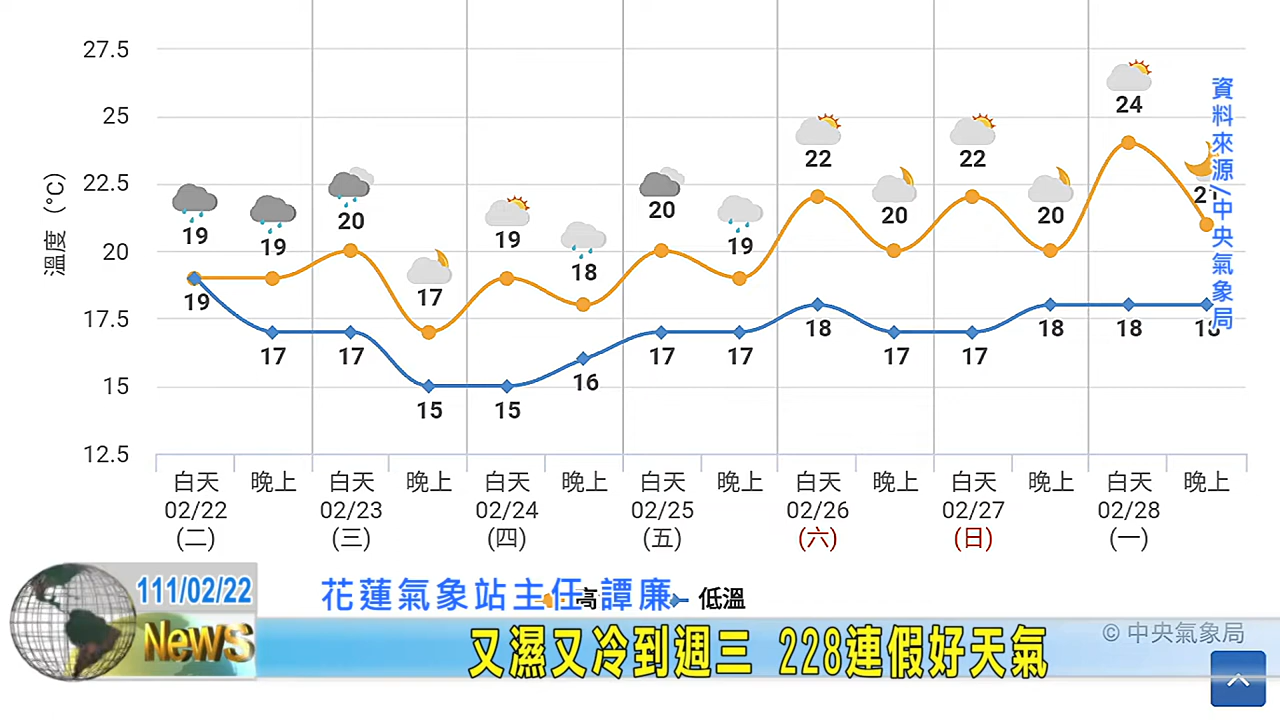 27.5
25
22.5
20
17.5
15
12.5
溫度 (°C)
19 19 20 17 19 18 20 19 22 20 22 20 24 21
19 17 17 15 15 16 17 17 18 17 17 18 18 18
白天 晚上 白天 晚上 白天 晚上 白天 晚上 白天 晚上 白天 晚上 白天 晚上
02/22 02/23 02/24 02/25 02/26 02/27 02/28
(二) (三) (四) (五) (六) (日) (一)
資料來源/中央氣象局
111/02/22
News
花蓮氣象站主任 譚廉
高
低溫
又濕又冷到週三 228連假好天氣
© 中央氣象局